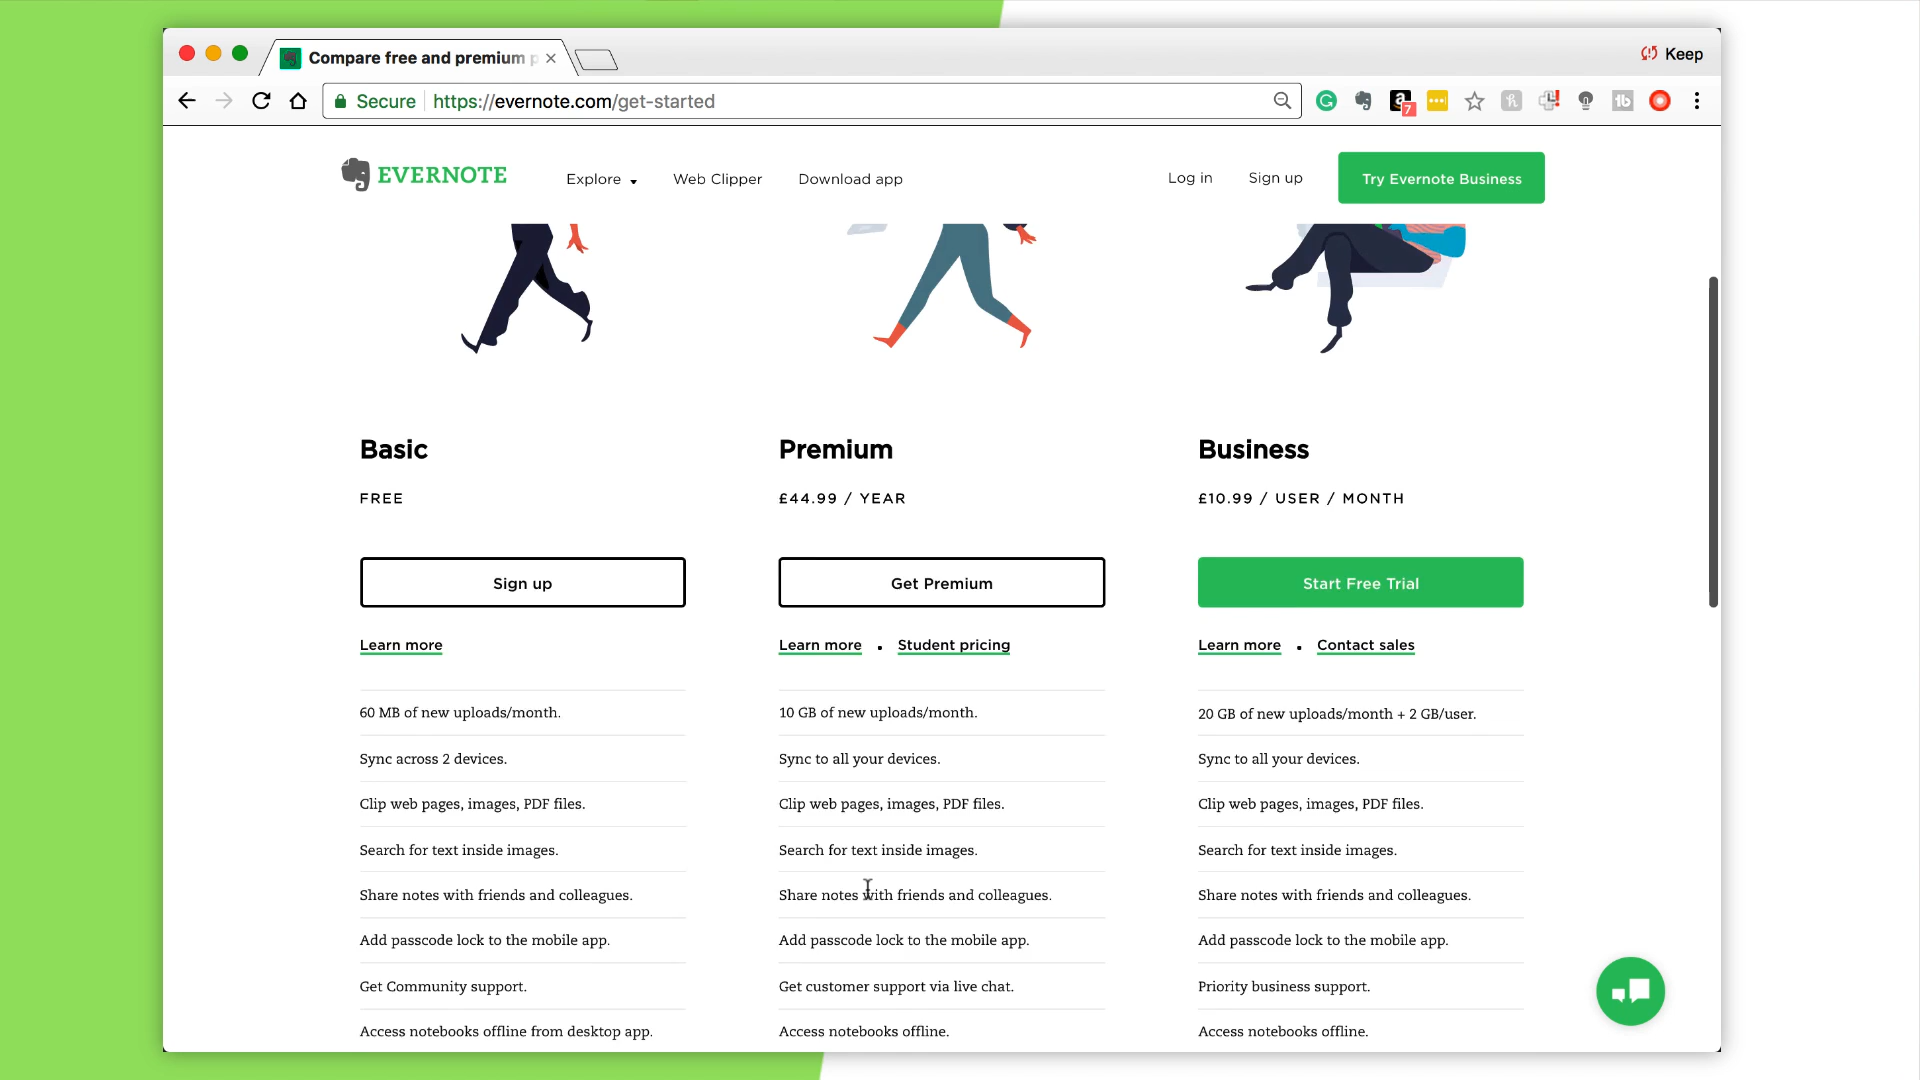 Compare free and premium p
Keep
Secure
https://evernote.com/get-started
7
EVERNOTE
Explore
Web Clipper
Download app
Log in
Sign up
Try Evernote Business
Basic
Premium
Business
FREE
£44.99 / YEAR
£10.99 / USER / MONTH
Sign up
Get Premium
Start Free Trial
Learn more
Learn more
Student pricing
Learn more
Contact sales
60 MB of new uploads/month.
10 GB of new uploads/month.
20 GB of new uploads/month + 2 GB/user.
Sync across 2 devices.
Sync to all your devices.
Sync to all your devices.
Clip web pages, images, PDF files.
Clip web pages, images, PDF files.
Clip web pages, images, PDF files.
Search for text inside images.
Search for text inside images.
Search for text inside images.
Share notes with friends and colleagues.
Share notes with friends and colleagues.
Share notes with friends and colleagues.
Add passcode lock to the mobile app.
Add passcode lock to the mobile app.
Add passcode lock to the mobile app.
Get Community support.
Get customer support via live chat.
Priority business support.
Access notebooks offline from desktop app.
Access notebooks offline.
Access notebooks offline.